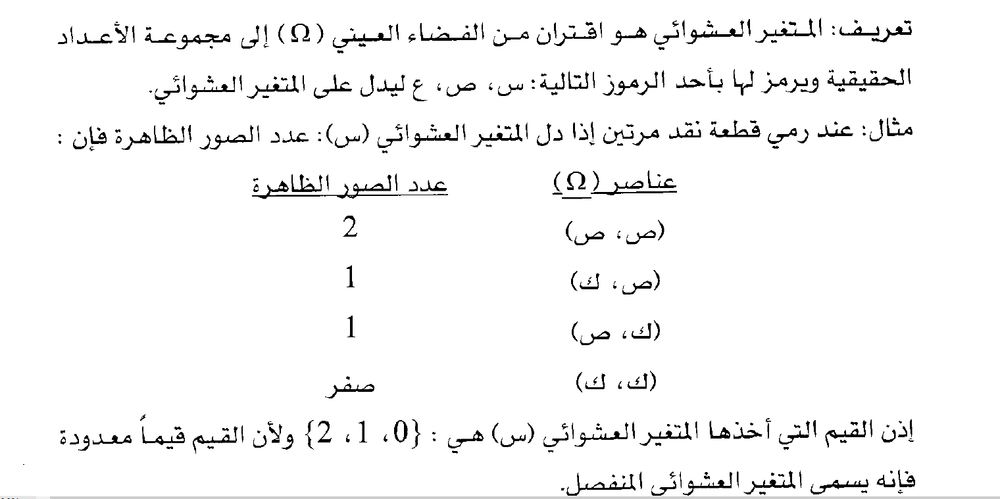 تعريف: المتغير العشوائي هو اقتران من الفضاء العيني (Ω) إلى مجموعة الأعداد
الحقيقية ويرمز لها بأحد الرموز التالية: س، ص، ع ليدل على المتغير العشوائي.
مثال: عند رمي قطعة نقد مرتين إذا دل المتغير العشوائي (س): عدد الصور الظاهرة فإن :
عناصر (Ω) عدد الصور الظاهرة
(ص، ص) 2
(ص، ك) 1
(ك، ص) 1
(ك، ك) صفر
إذن القيم التي أخذها المتغير العشوائي (س) هي : {0، 1، 2} ولأن القيم قيماً معدودة
فإنه يسمى المتغير العشوائي المنفصل.